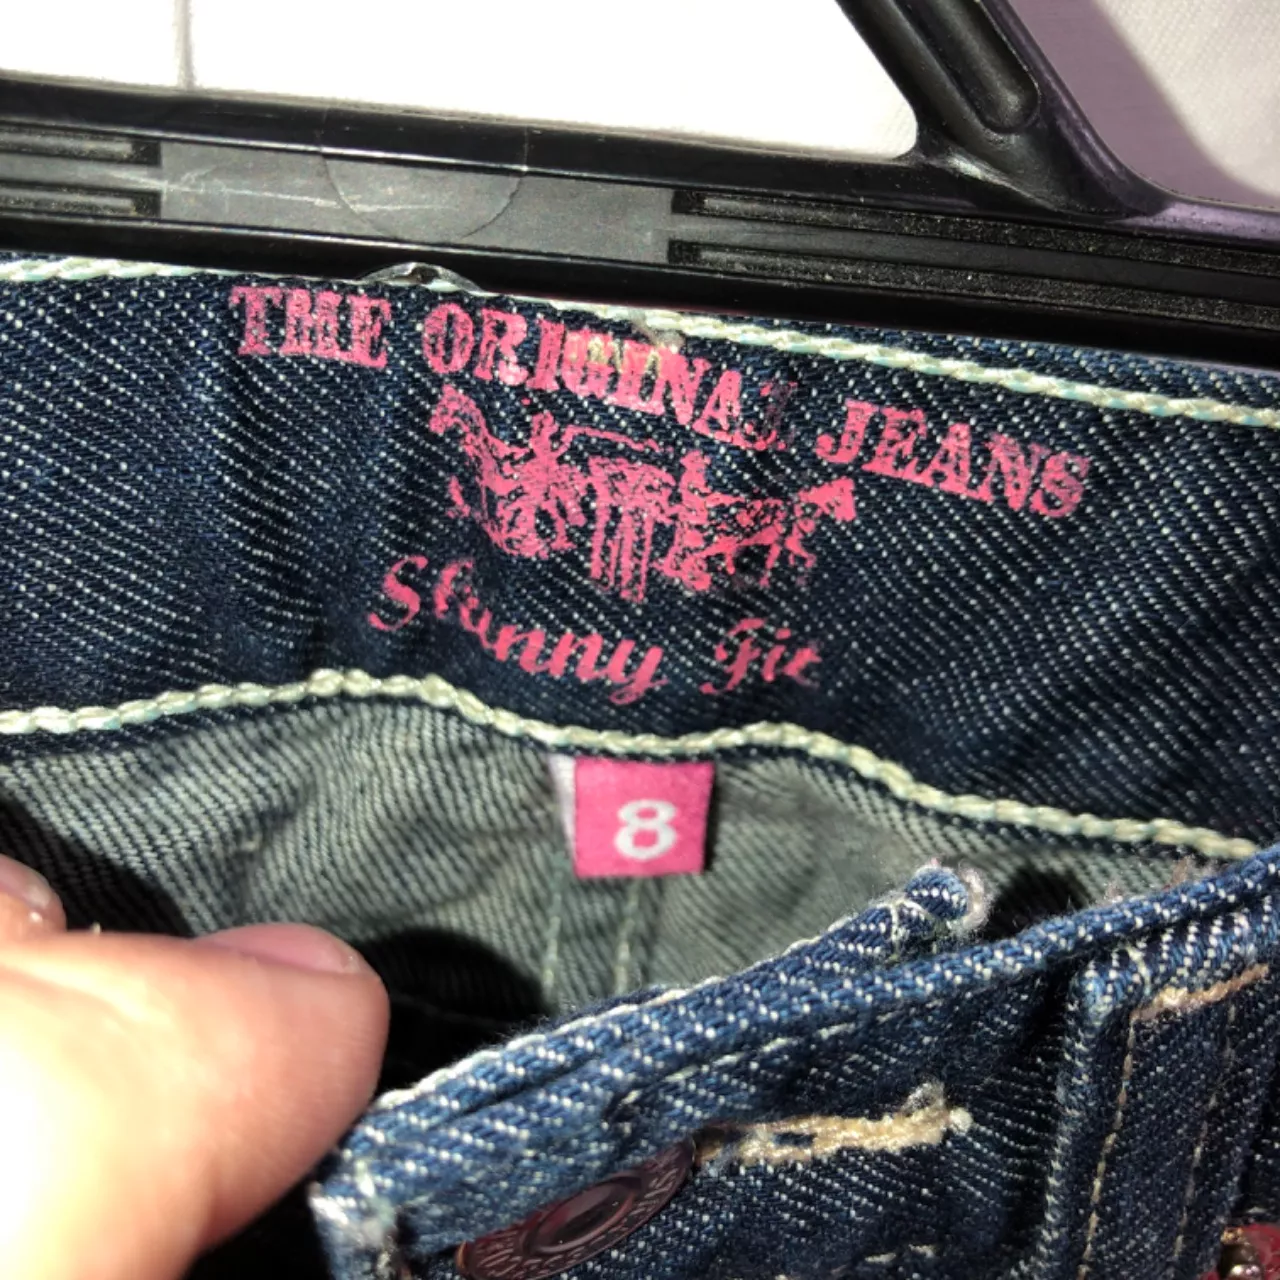 THE ORIGINAL JEANS
Skinny Fit
8